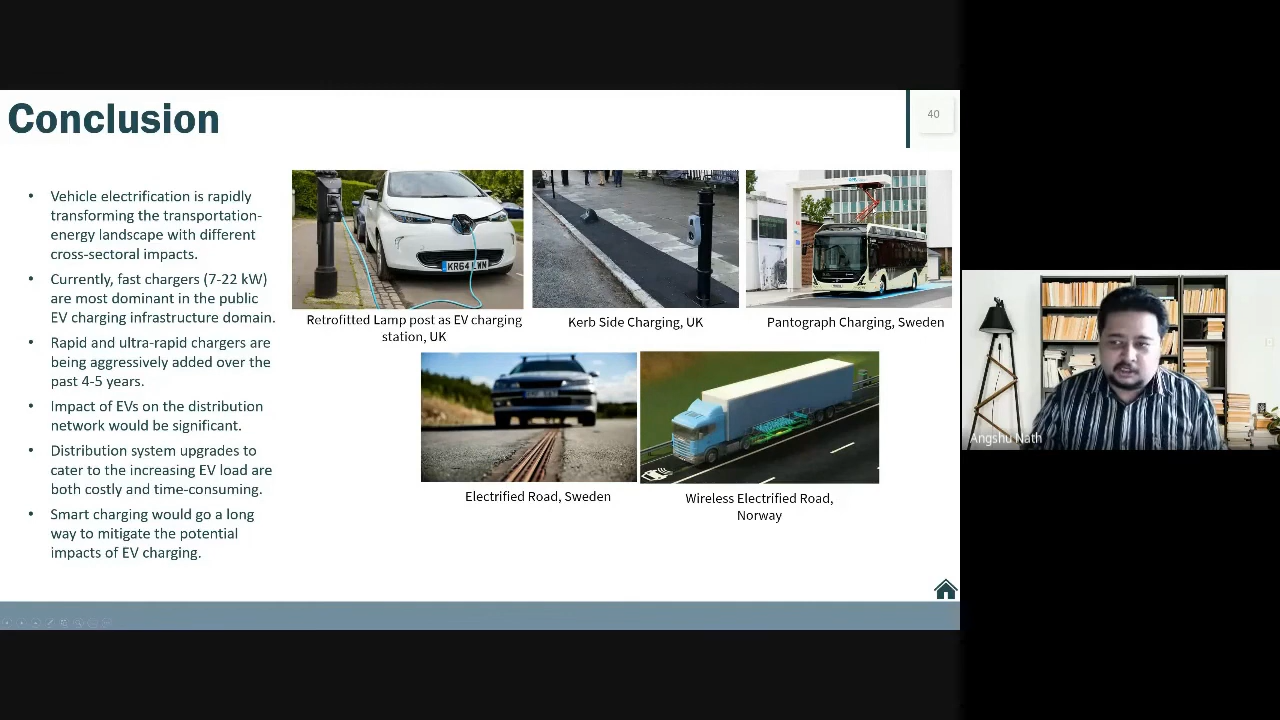 Conclusion
40
• Vehicle electrification is rapidly
transforming the transportation-
energy landscape with different
cross-sectoral impacts.
• Currently, fast chargers (7-22 kW)
are most dominant in the public
EV charging infrastructure domain.
• Rapid and ultra-rapid chargers are
being aggressively added over the
past 4-5 years.
• Impact of EVs on the distribution
network would be significant.
• Distribution system upgrades to
cater to the increasing EV load are
both costly and time-consuming.
• Smart charging would go a long
way to mitigate the potential
impacts of EV charging.
KR64 LWN
Retrofitted Lamp post as EV charging
station, UK
Kerb Side Charging, UK
Pantograph Charging, Sweden
Electrified Road, Sweden
Wireless Electrified Road,
Norway
Angshu Nath